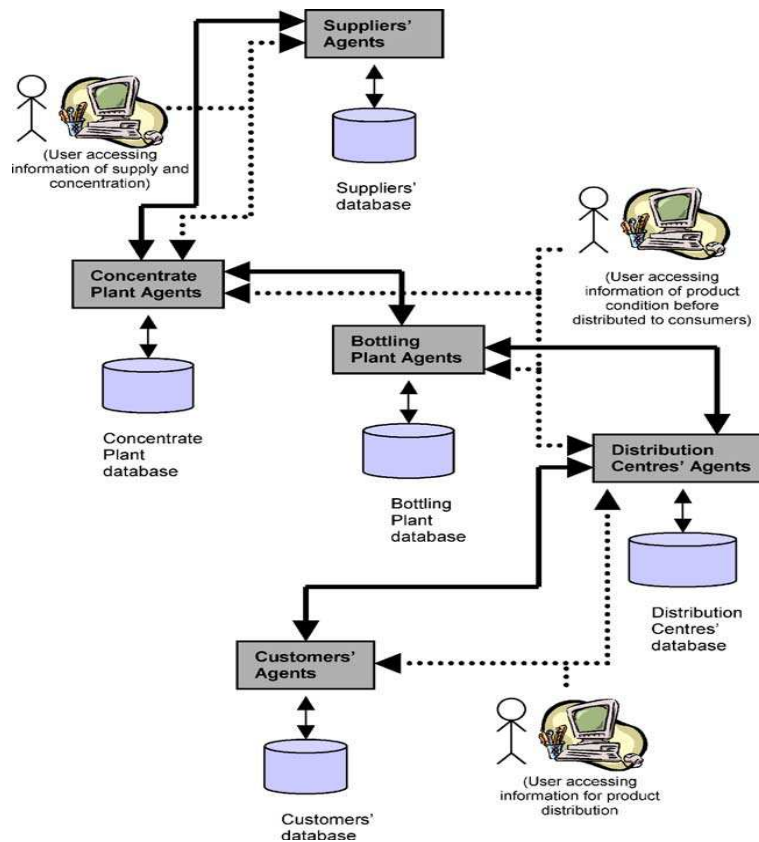 Suppliers’
Agents
(User accessing
information of supply and
concentration)
Suppliers’
database
Concentrate
Plant Agents
(User accessing
information of product
condition before
distributed to consumers)
Bottling
Plant Agents
Concentrate
Plant
database
Distribution
Centres’ Agents
Bottling
Plant
database
Distribution
Centres’
database
Customers’
Agents
(User accessing
information for product
distribution
Customers’
database